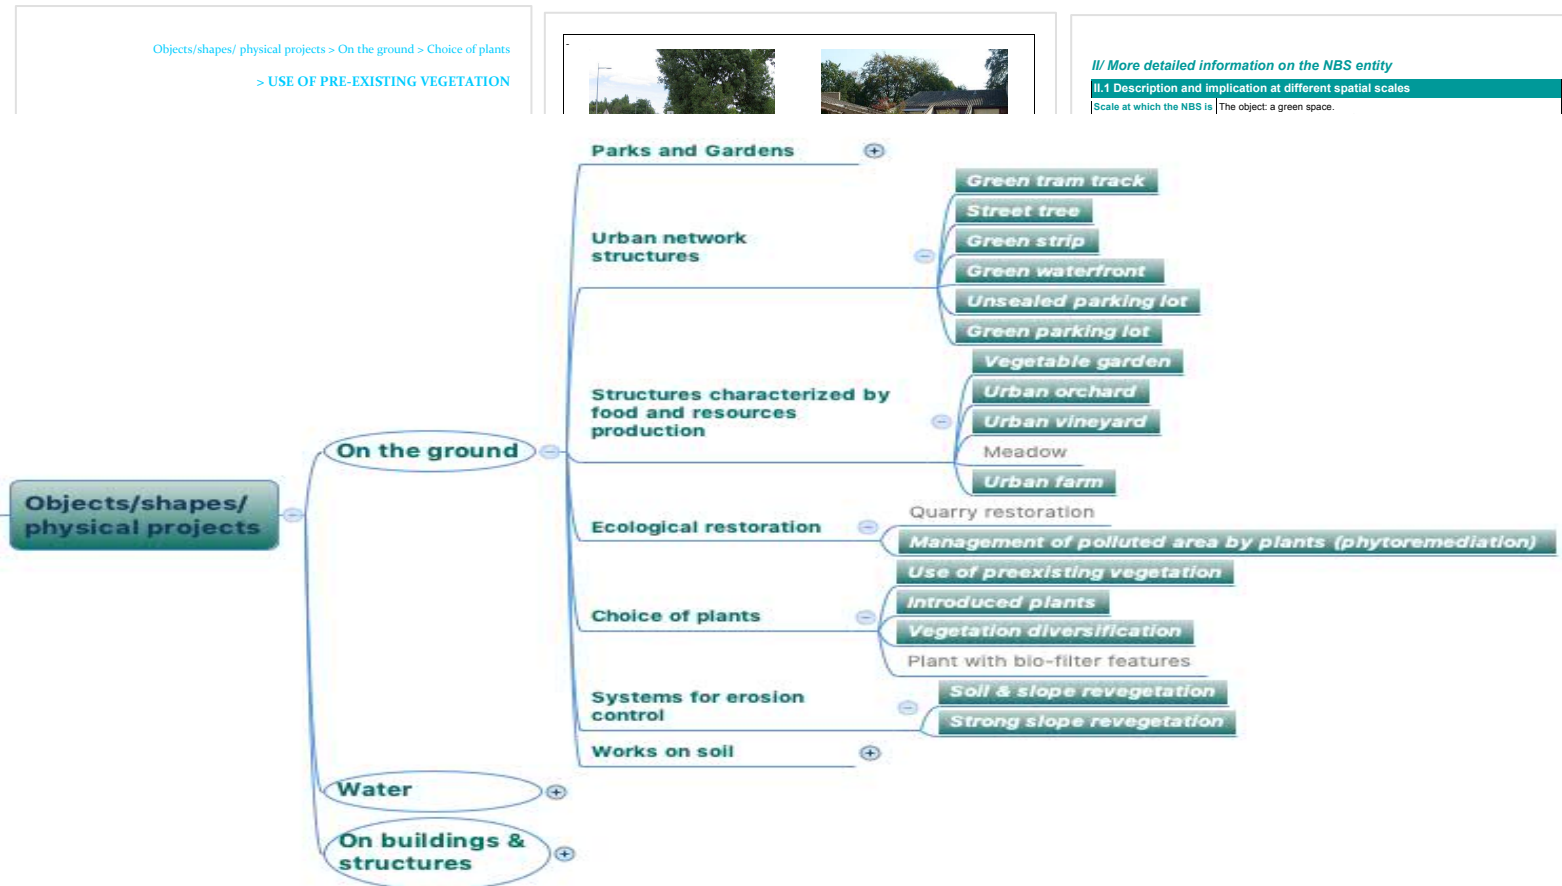 Objects/shapes/ physical projects > On the ground > Choice of plants
> USE OF PRE-EXISTING VEGETATION
-
II/ More detailed information on the NBS entity
II.1 Description and implication at different spatial scales
Scale at which the NBS is
The object: a green space.
Objects/shapes/
physical projects
On the ground
Parks and Gardens
Urban network
structures
Green tram track
Street tree
Green strip
Green waterfront
Unsealed parking lot
Green parking lot
Structures characterized by
food and resources
production
Vegetable garden
Urban orchard
Urban vineyard
Meadow
Urban farm
Ecological restoration
Quarry restoration
Management of polluted area by plants (phytoremediation)
Choice of plants
Use of preexisting vegetation
Introduced plants
Vegetation diversification
Plant with bio-filter features
Systems for erosion
control
Soil & slope revegetation
Strong slope revegetation
Works on soil
Water
On buildings &
structures